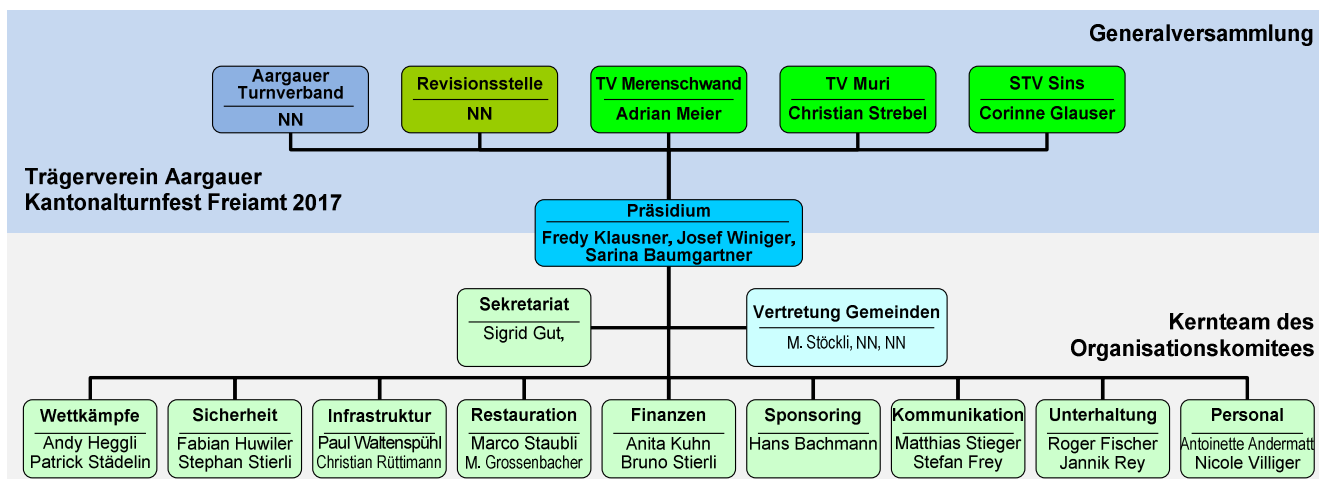 Generalversammlung
Aargauer
Turnverband
NN
Revisionsstelle
NN
TV Merenschwand
Adrian Meier
TV Muri
Christian Strebel
STV Sins
Corinne Glauser
Trägerverein Aargauer
Kantonalturnfest Freiamt 2017
Präsidium
Fredy Klausner, Josef Winiger,
Sarina Baumgartner
Sekretariat
Sigrid Gut,
Vertretung Gemeinden
M. Stöckli, NN, NN
Kernteam des
Organisationskomitees
Wettkämpfe
Andy Heggli
Patrick Städelin
Sicherheit
Fabian Huwiler
Stephan Stierli
Infrastruktur
Paul Waltenspühl
Christian Rüttimann
Restauration
Marco Staubli
M. Grossenbacher
Finanzen
Anita Kuhn
Bruno Stierli
Sponsoring
Hans Bachmann
Kommunikation
Matthias Stieger
Stefan Frey
Unterhaltung
Roger Fischer
Jannik Rey
Personal
Antoinette Andermatt
Nicole Villiger